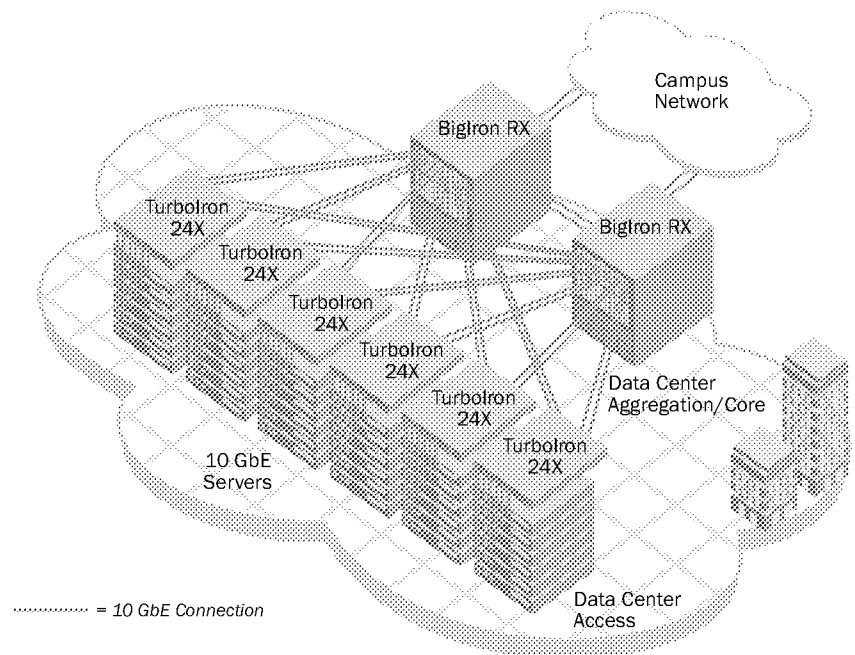 Campus
Network
BigIron RX
BigIron RX
TurboIron
24X
TurboIron
24X
TurboIron
24X
TurboIron
24X
TurboIron
24X
TurboIron
24X
Data Center
Aggregation/Core
10 GbE
Servers
Data Center
Access
= 10 GbE Connection